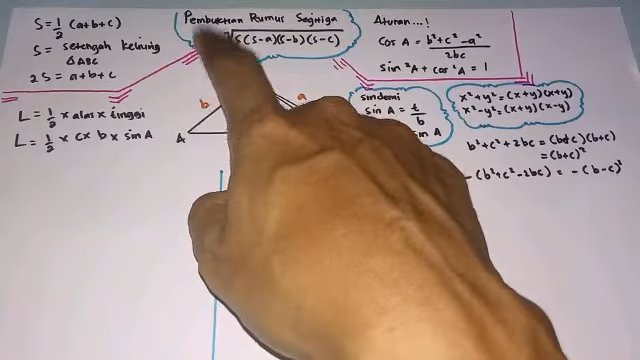 S = 1/2 (a+b+c)
S = setengah keliling
ΔABC
2S = a+b+c
Pembuktian Rumus Segitiga
√S(S-a)(S-b)(S-c)
Aturan...!
cos A = b²+c²-a² / 2bc
sin²A + cos²A = 1
L = 1/2 x alas x tinggi
L = 1/2 x c x b x sin A
b
a
A
sindemi
sin A = t/b
sin A
x²+y² = (x+y)(x+y)
x²-y² = (x+y)(x-y)
b²+c²+2bc = (b+c)(b+c)
= (b+c)²
-(b²+c²-2bc) = -(b-c)²